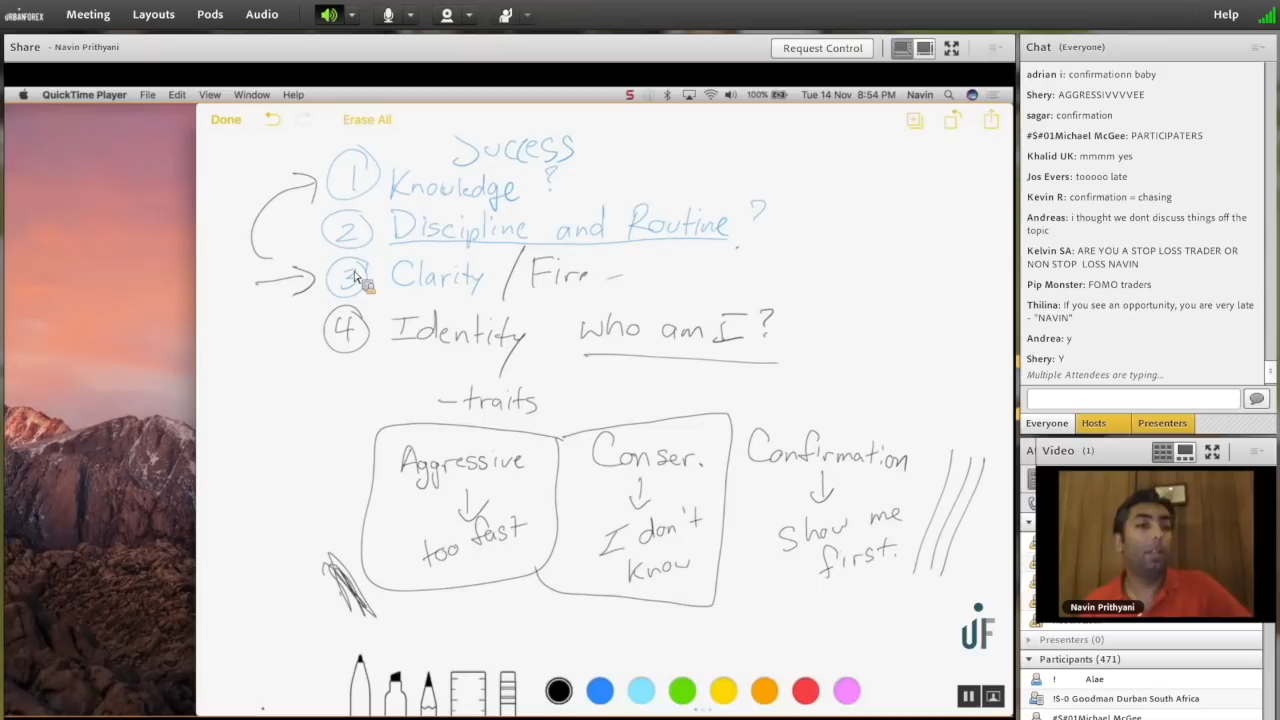 URBANFOREX Meeting Layouts Pods Audio Help
Share - Navin Prithyani Request Control
QuickTime Player File Edit View Window Help S 100% Tue 14 Nov 8:54 PM Navin
Done Erase All
Success
1 Knowledge ?
2 Discipline and Routine ?
3 Clarity / Fire -
4 Identity who am I ?
- traits
Aggressive
too fast
Conser.
I don't
know
Confirmation
Show me
first.
UF
Chat (Everyone)
adrian i: confirmationn baby
Shery: AGGRESSIVVVVEE
sagar: confirmation
#$#01Michael McGee: PARTICIPATERS
Khalid UK: mmmm yes
Jos Evers: tooooo late
Kevin R: confirmation = chasing
Andreas: i thought we dont discuss things off the
topic
Kelvin SA: ARE YOU A STOP LOSS TRADER OR
NON STOP LOSS NAVIN
Pip Monster: FOMO traders
Thilina: If you see an opportunity, you are very late
- "NAVIN"
Andrea: y
Shery: Y
Multiple Attendees are typing...
Everyone Hosts Presenters
Video (1)
Navin Prithyani
Presenters (0)
Participants (471)
! Alae
!$-0 Goodman Durban South Africa
#$#01Michael McGee